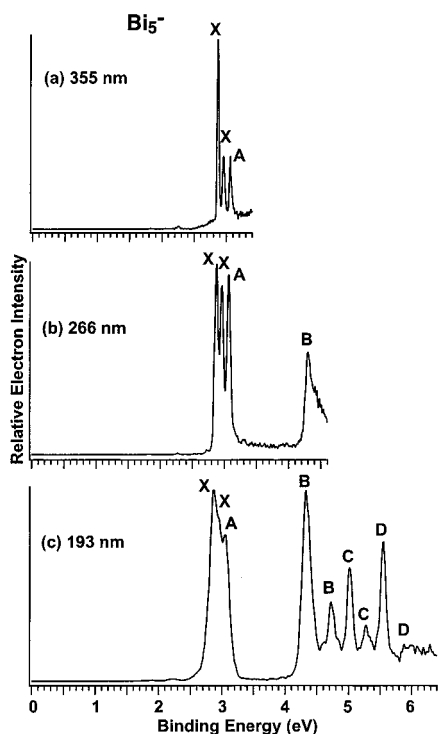 Bi5-
X
(a) 355 nm
X
A
X X
A
(b) 266 nm
B
Relative Electron Intensity
X
X
A
(c) 193 nm
B
B
C
C
D
D
0 1 2 3 4 5 6
Binding Energy (eV)